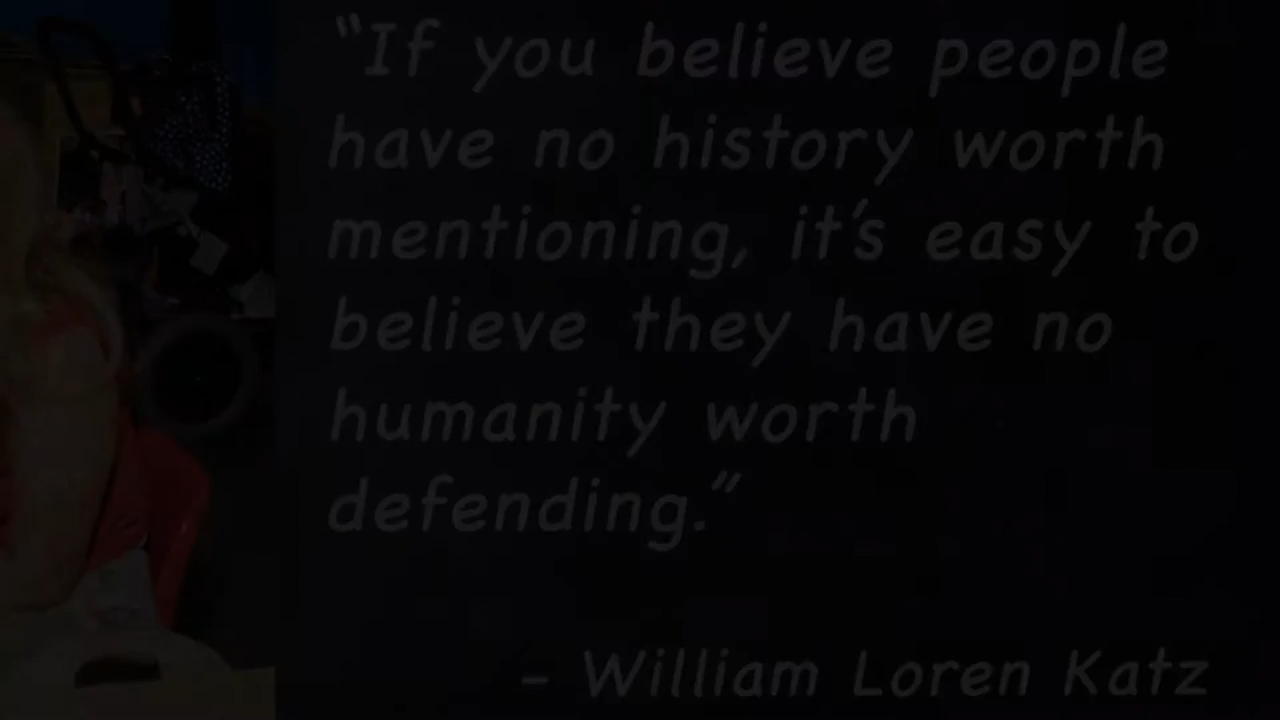 “If you believe people
have no history worth
mentioning, it’s easy to
believe they have no
humanity worth
defending.”
- William Loren Katz